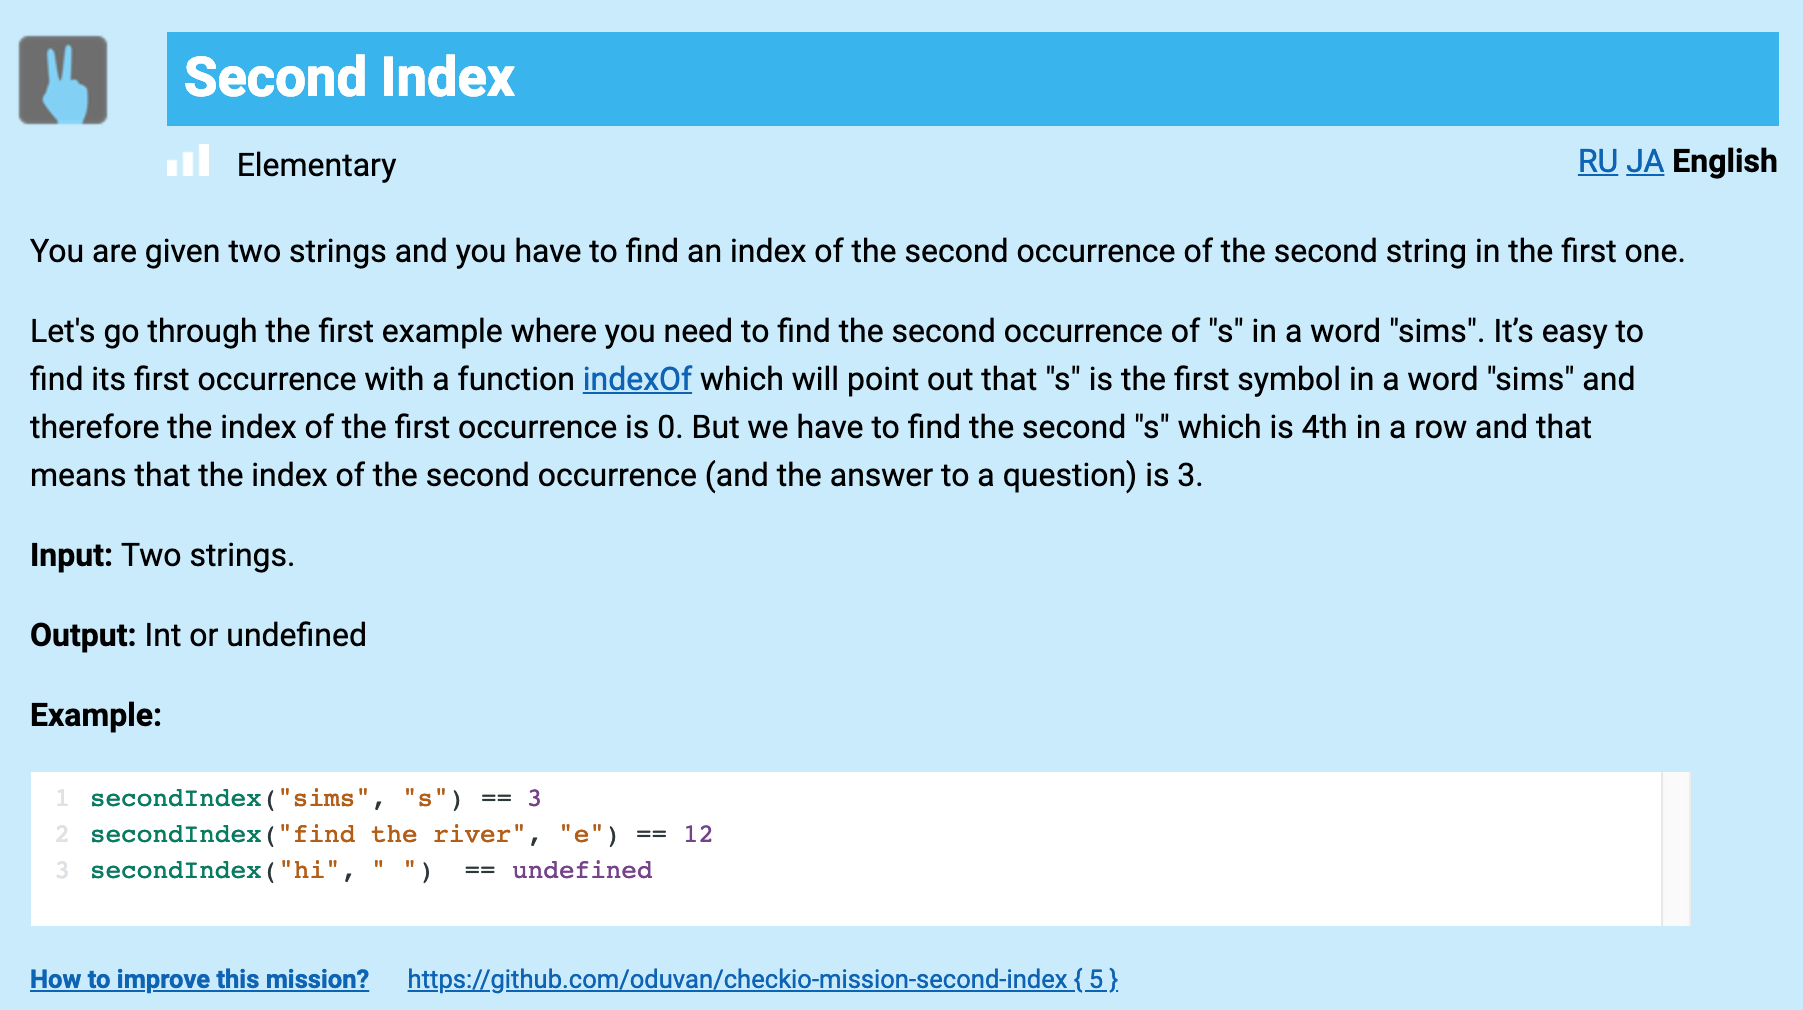 Second Index
Elementary
RU JA English
You are given two strings and you have to find an index of the second occurrence of the second string in the first one.
Let's go through the first example where you need to find the second occurrence of "s" in a word "sims". It’s easy to
find its first occurrence with a function indexOf which will point out that "s" is the first symbol in a word "sims" and
therefore the index of the first occurrence is 0. But we have to find the second "s" which is 4th in a row and that
means that the index of the second occurrence (and the answer to a question) is 3.
Input: Two strings.
Output: Int or undefined
Example:
1 secondIndex("sims", "s") == 3
2 secondIndex("find the river", "e") == 12
3 secondIndex("hi", " ")  == undefined
How to improve this mission? https://github.com/oduvan/checkio-mission-second-index { 5 }